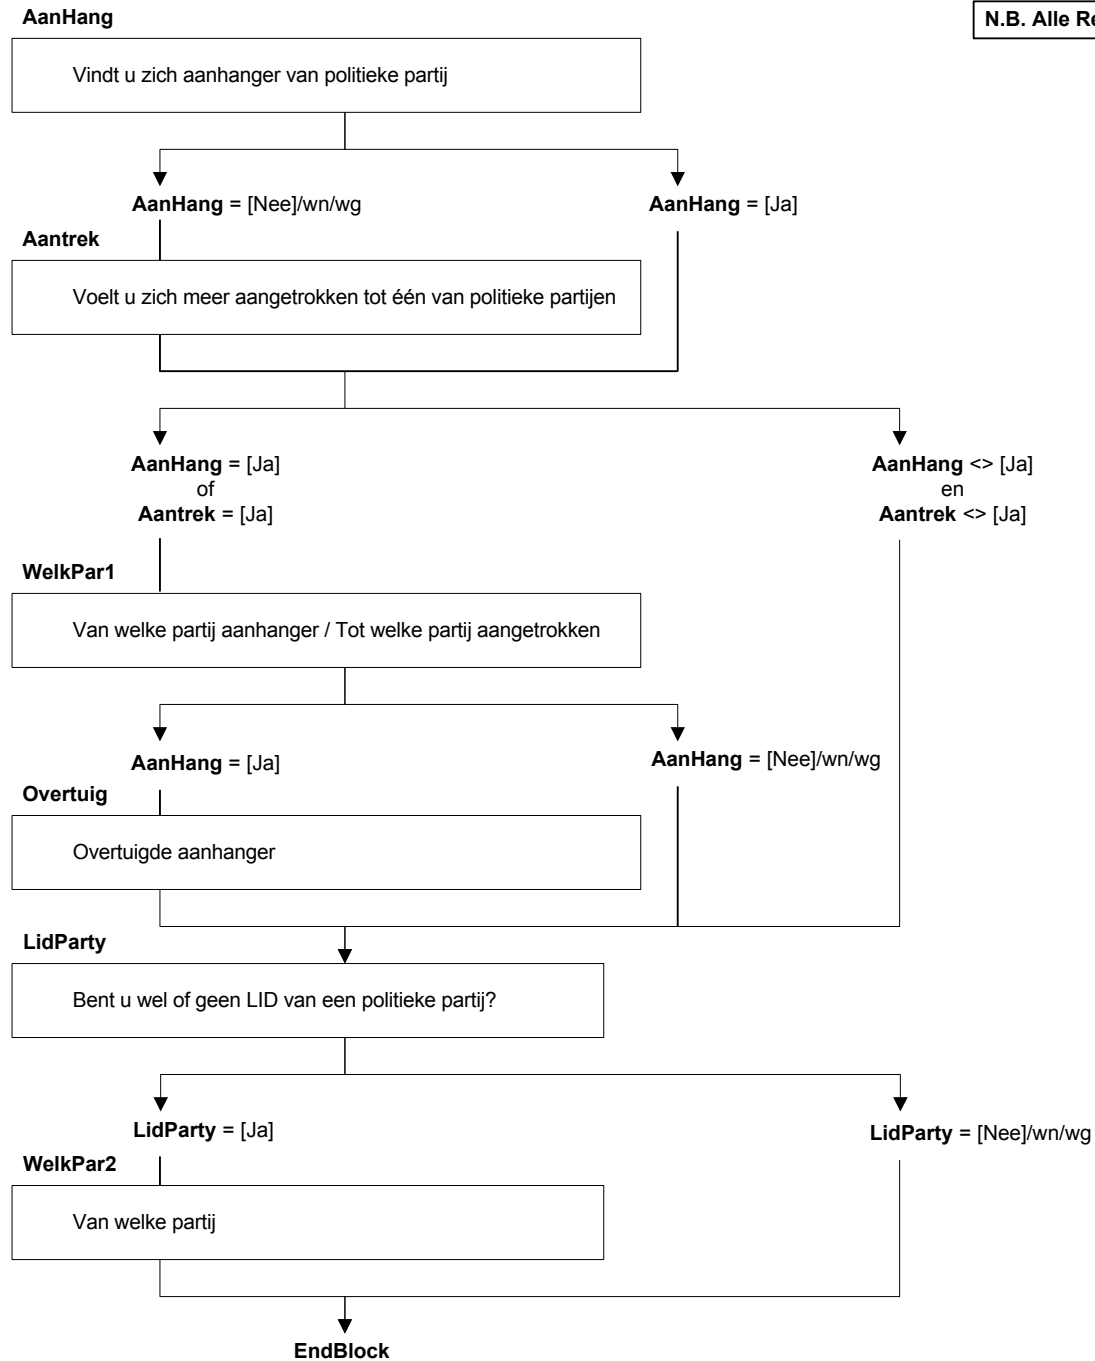 AanHang
N.B. Alle
Vindt u zich aanhanger van politieke partij
AanHang = [Nee]/wn/wg
AanHang = [Ja]
Aantrek
Voelt u zich meer aangetrokken tot één van politieke partijen
AanHang = [Ja]
of
Aantrek = [Ja]
AanHang <> [Ja]
en
Aantrek <> [Ja]
WelkPar1
Van welke partij aanhanger / Tot welke partij aangetrokken
AanHang = [Ja]
AanHang = [Nee]/wn/wg
Overtuig
Overtuigde aanhanger
LidParty
Bent u wel of geen LID van een politieke partij?
LidParty = [Ja]
LidParty = [Nee]/wn/wg
WelkPar2
Van welke partij
EndBlock